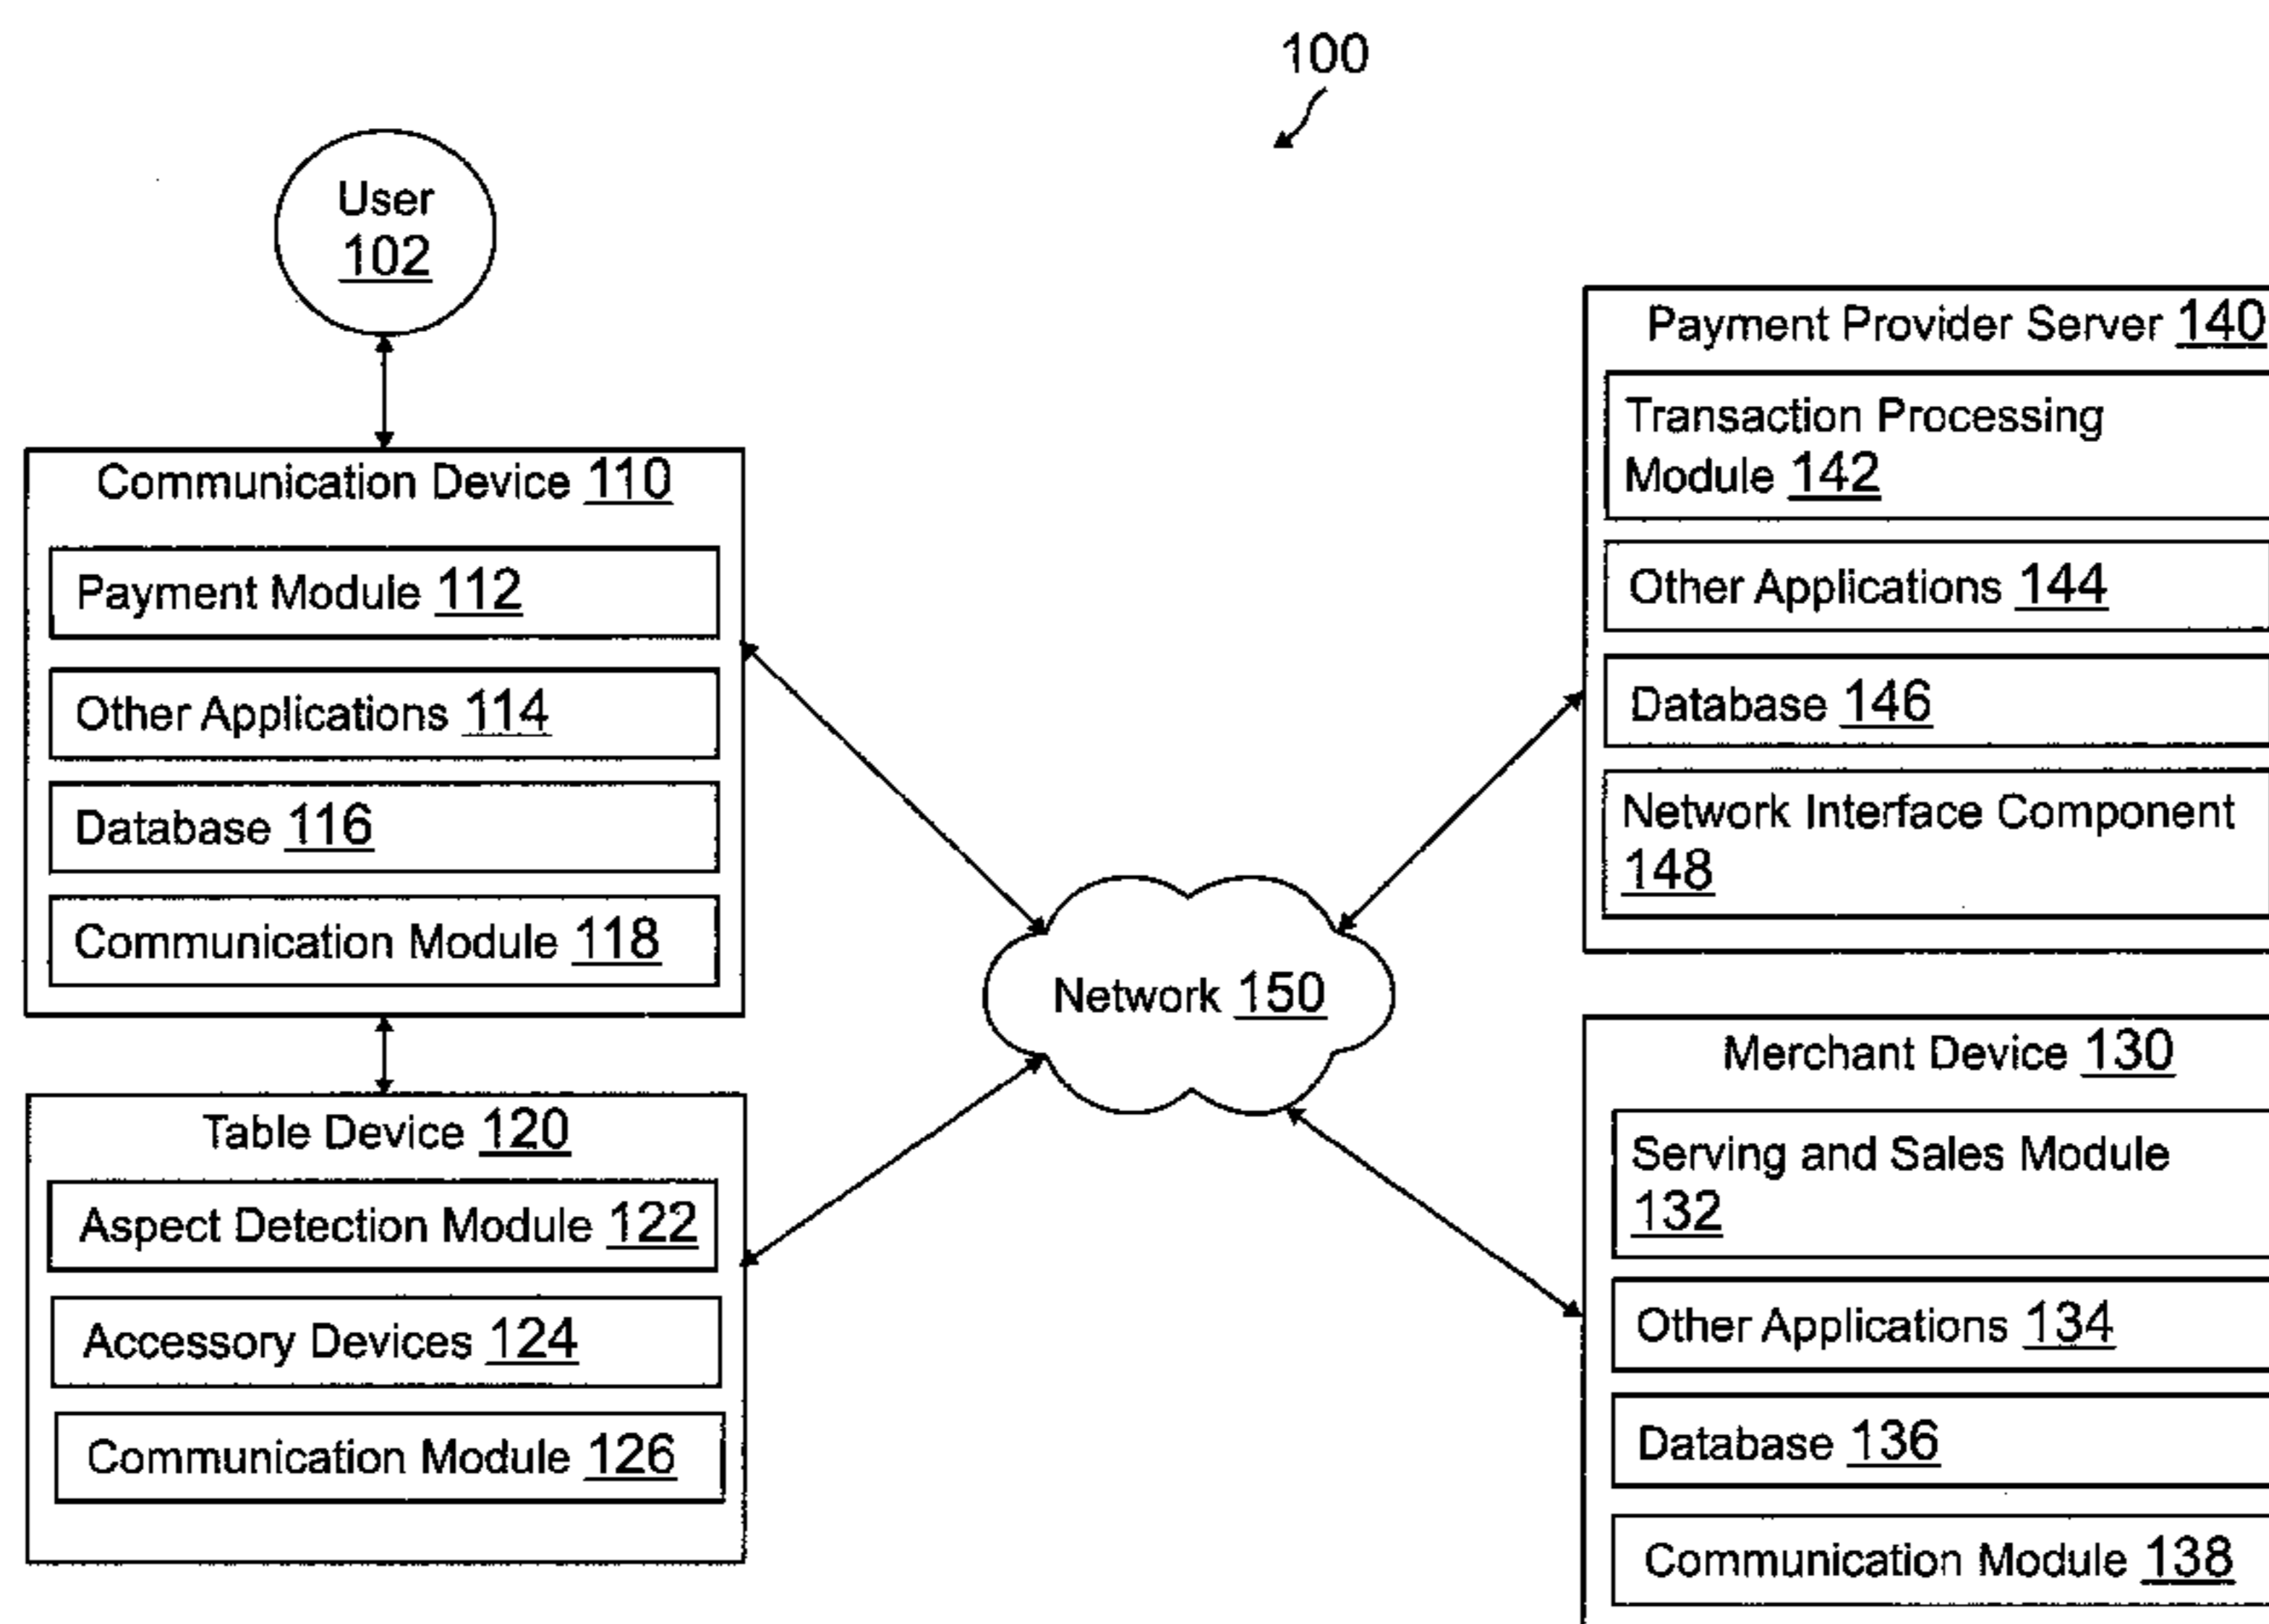 100
User
102
Communication Device 110
Payment Module 112
Other Applications 114
Database 116
Communication Module 118
Table Device 120
Aspect Detection Module 122
Accessory Devices 124
Communication Module 126
Network 150
Payment Provider Server 140
Transaction Processing
Module 142
Other Applications 144
Database 146
Network Interface Component
148
Merchant Device 130
Serving and Sales Module
132
Other Applications 134
Database 136
Communication Module 138